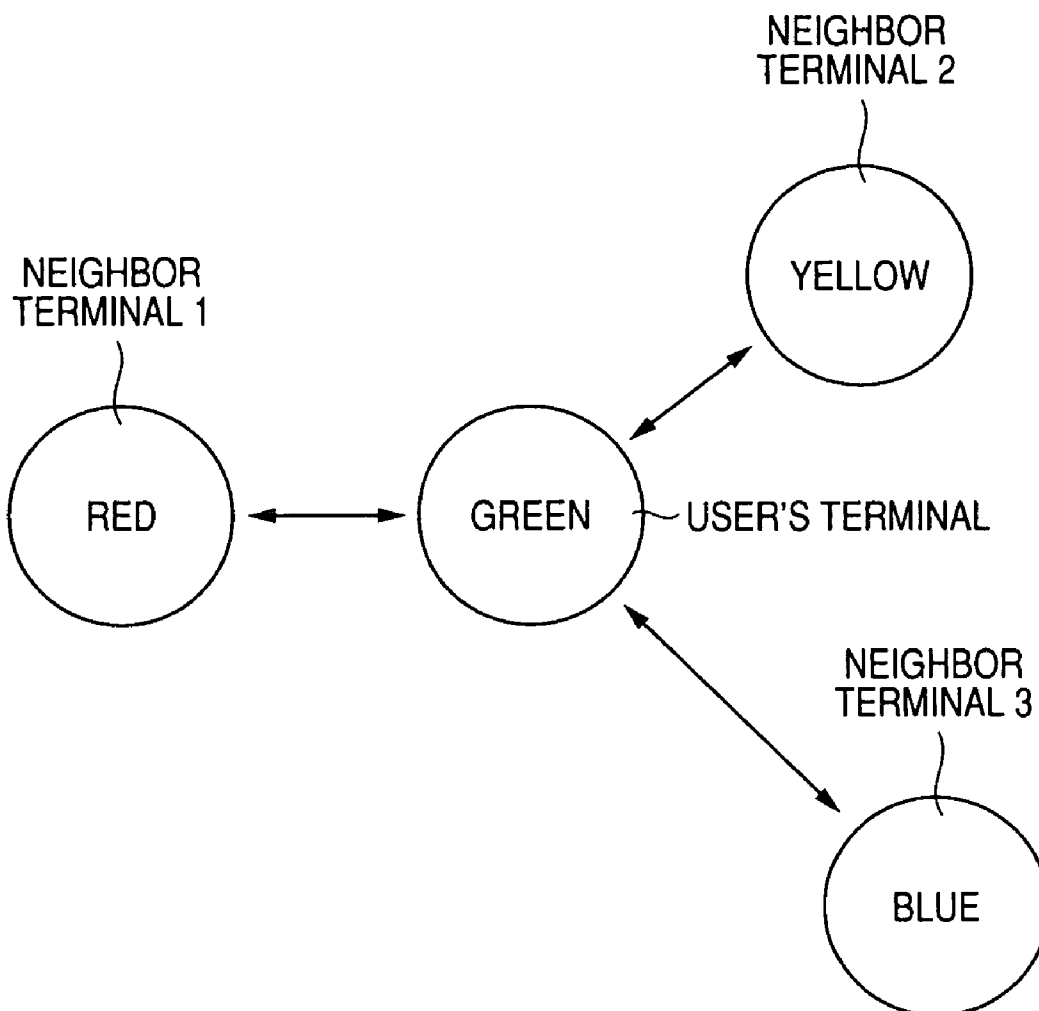 NEIGHBOR
TERMINAL 2
YELLOW
NEIGHBOR
TERMINAL 1
RED
GREEN
USER'S TERMINAL
NEIGHBOR
TERMINAL 3
BLUE